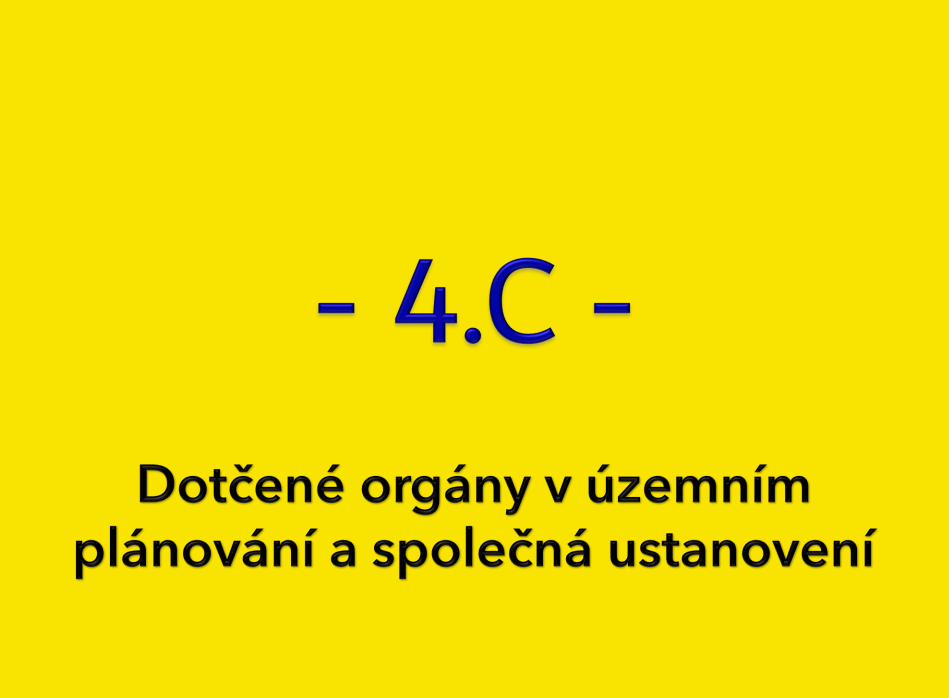 - 4.C -
Dotčené orgány v územním
plánování a společná ustanovení